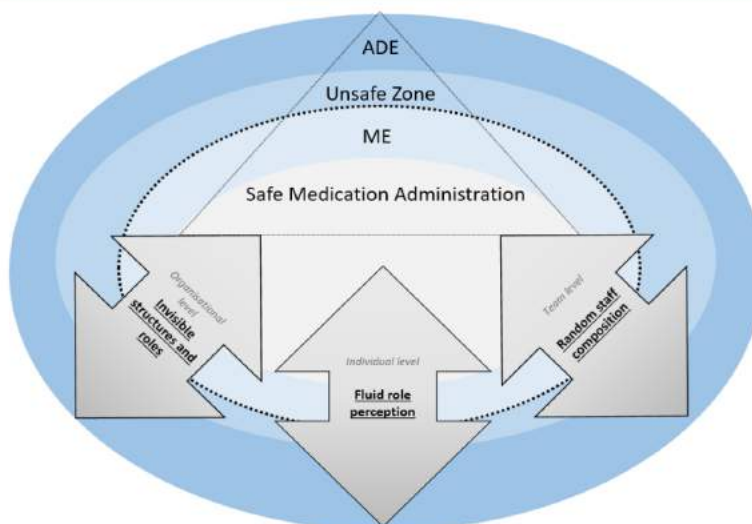 ADE
Unsafe Zone
ME
Safe Medication Administration
Organisational
level
Invisible
structures and
roles
Individual level
Fluid role
perception
Team level
Random staff
composition